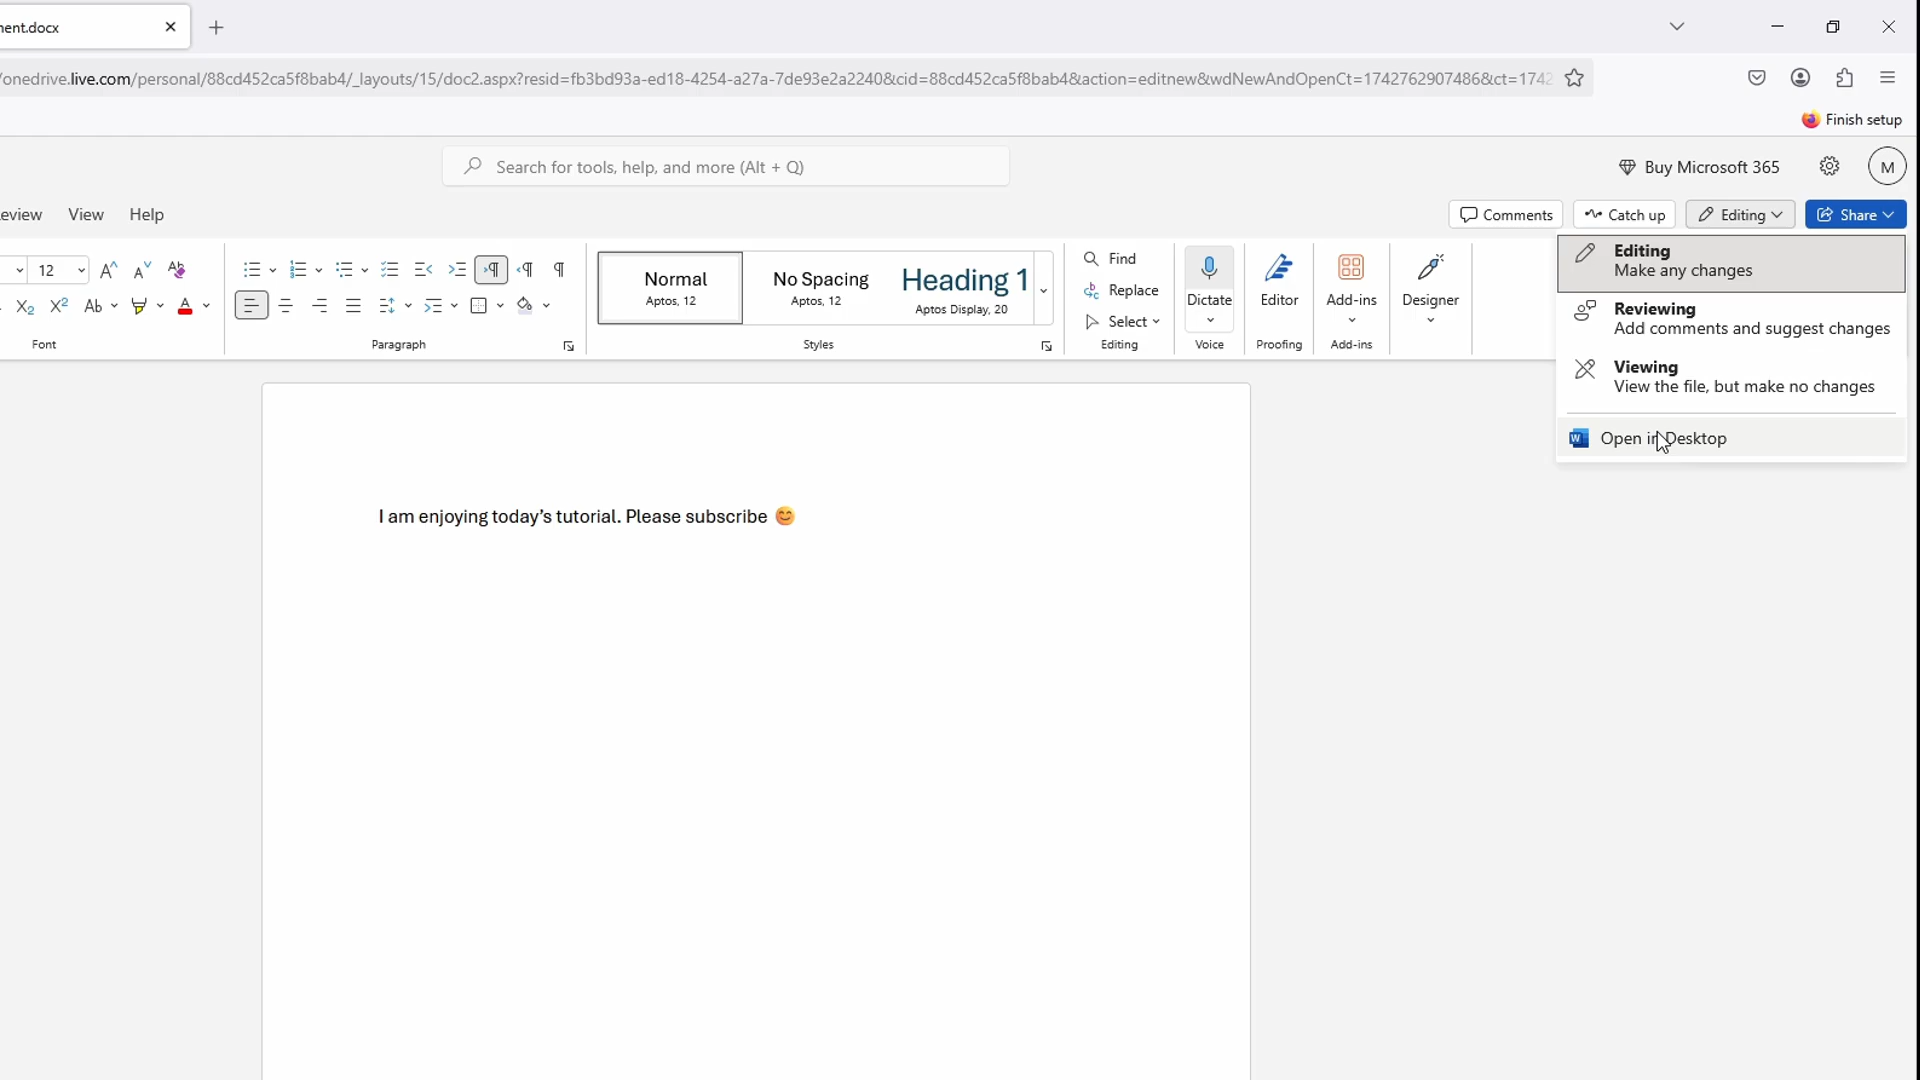 ment.docx
/onedrive.live.com/personal/88cd452ca5f8bab4/_layouts/15/doc2.aspx?resid=fb3bd93a-ed18-4254-a27a-7de93e2a2240&cid=88cd452ca5f8bab4&action=editnew&wdNewAndOpenCt=1742762907486&ct=1742
Finish setup
Search for tools, help, and more (Alt + Q)
Buy Microsoft 365
M
eview View Help
Comments Catch up Editing Share
12
Normal
Aptos, 12
No Spacing
Aptos, 12
Heading 1
Aptos Display, 20
Find
Replace
Select
Dictate
Editor
Add-ins
Designer
Font
Paragraph
Styles
Editing
Voice
Proofing
Add-ins
Editing
Make any changes
Reviewing
Add comments and suggest changes
Viewing
View the file, but make no changes
Open in Desktop
I am enjoying today’s tutorial. Please subscribe 😊